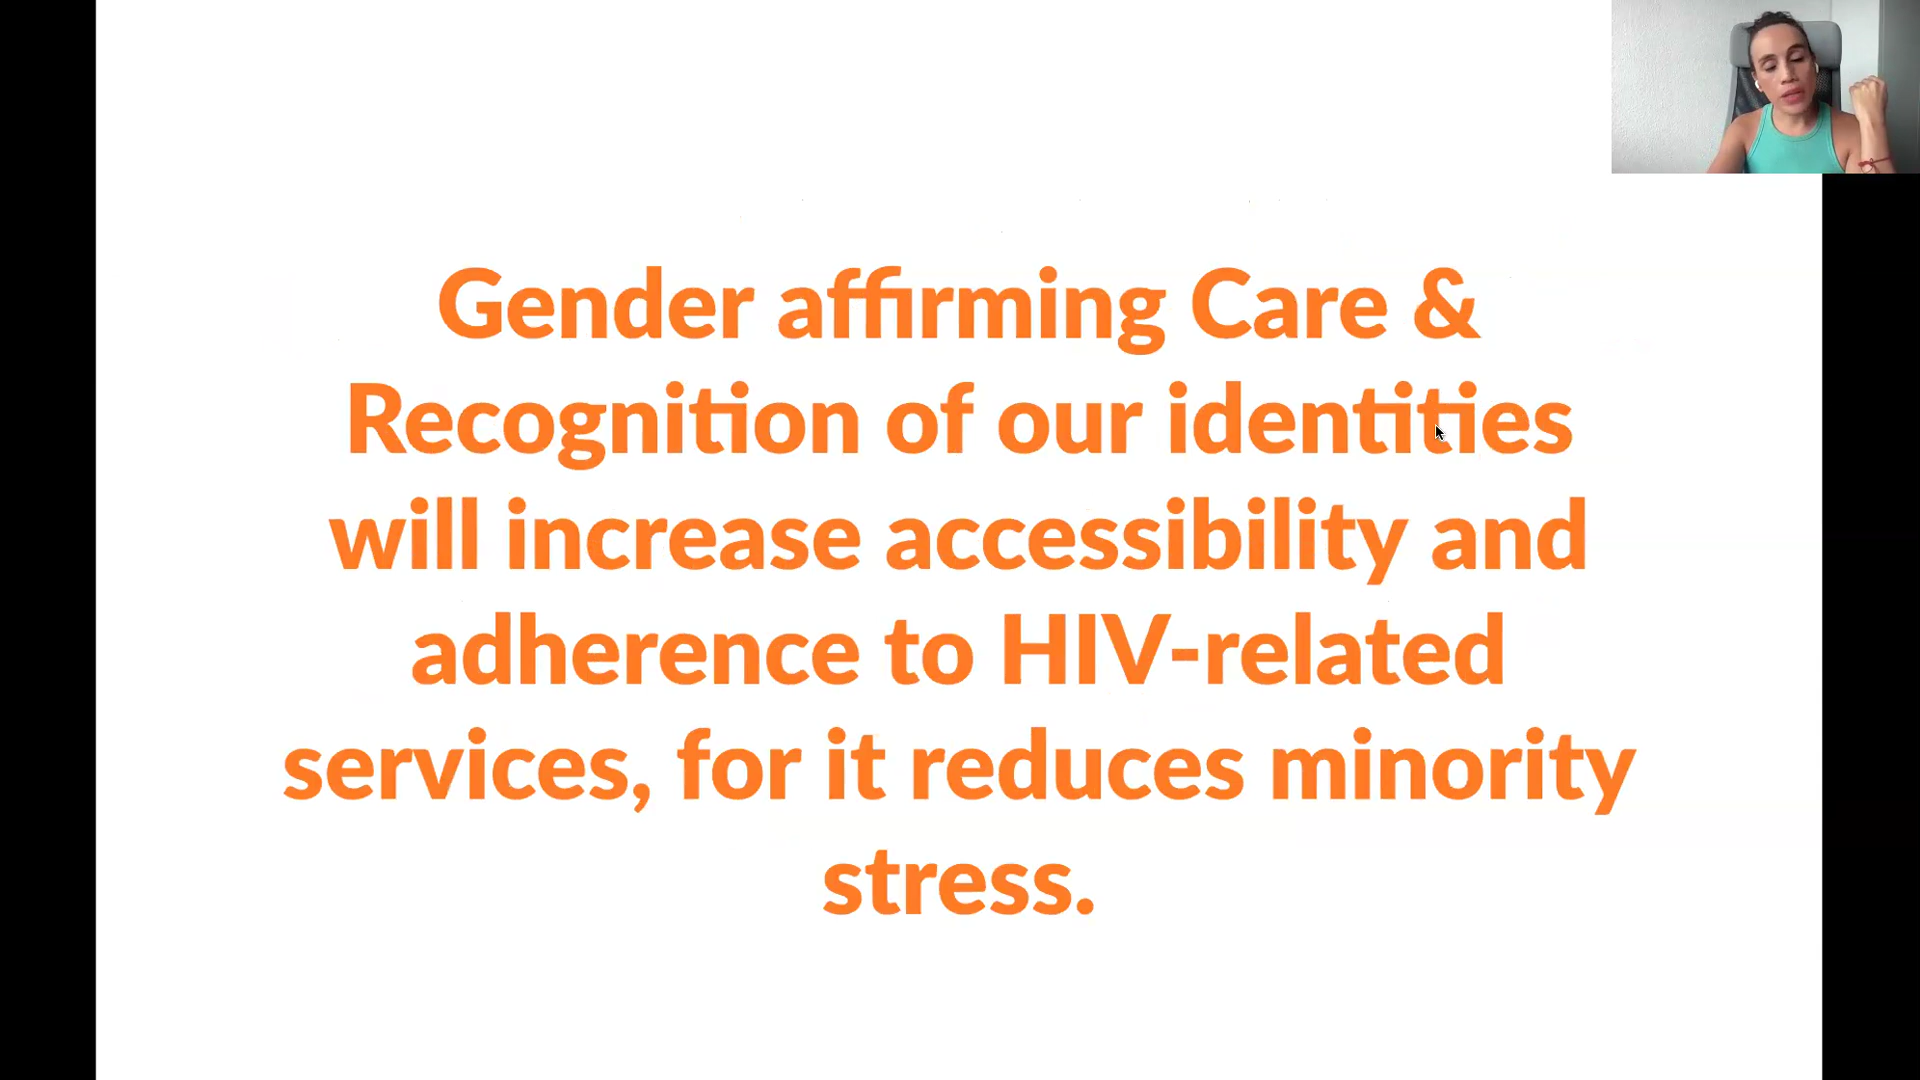 Gender affirming Care &
Recognition of our identities
will increase accessibility and
adherence to HIV-related
services, for it reduces minority
stress.